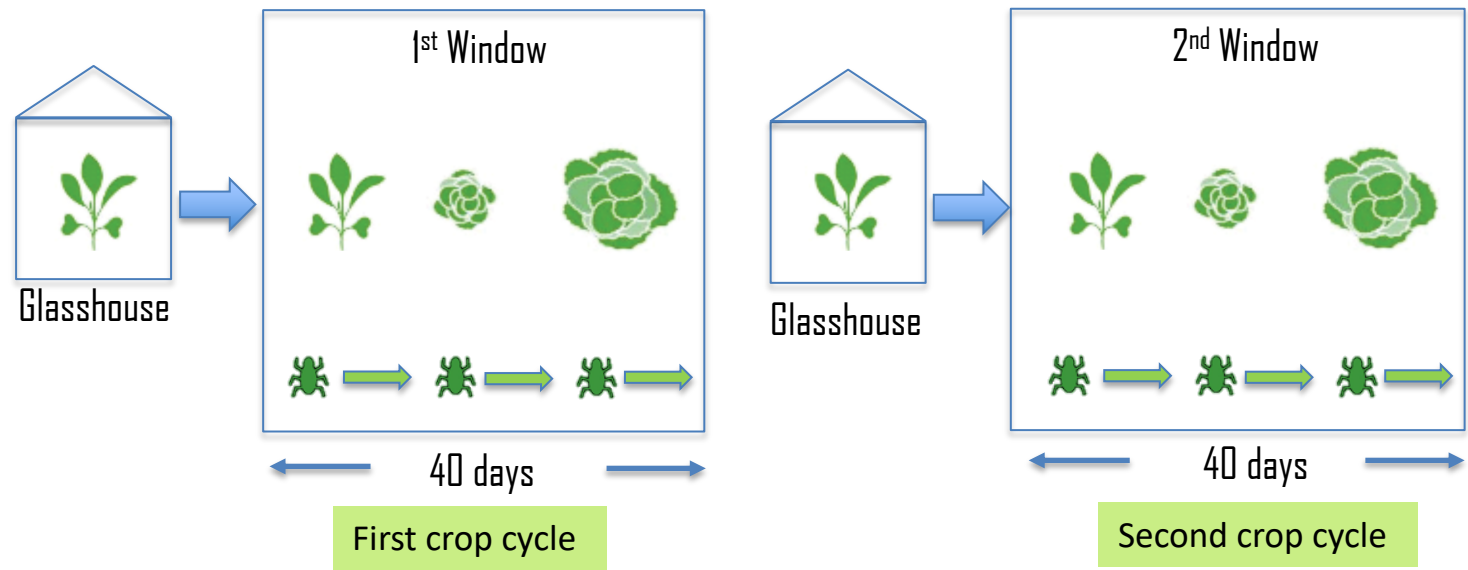 1st Window
Glasshouse
40 days
First crop cycle
2nd Window
Glasshouse
40 days
Second crop cycle